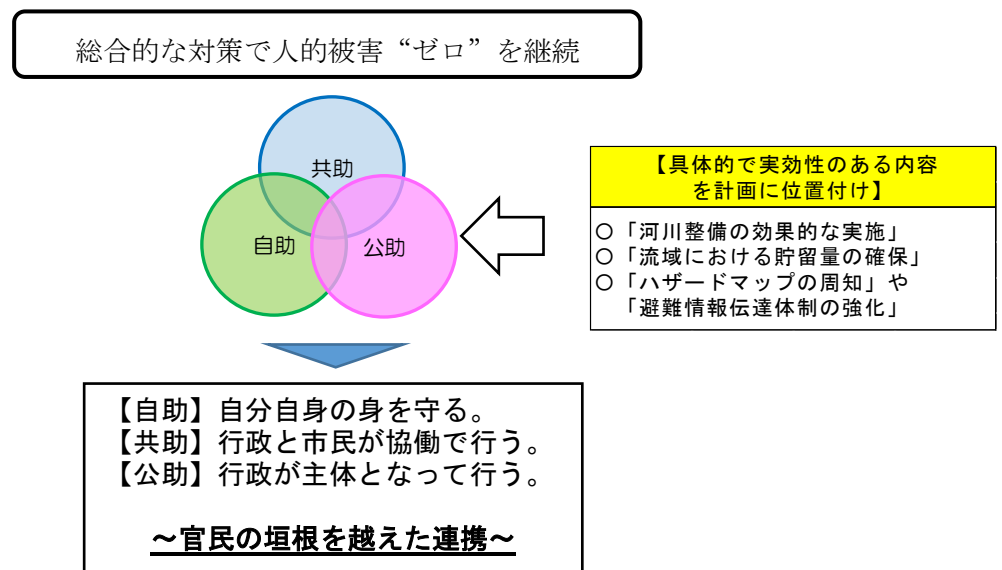 総合的な対策で人的被害“ゼロ”を継続
共助
自助
公助
【具体的で実効性のある内容
を計画に位置付け】
○「河川整備の効果的な実施」
○「流域における貯留量の確保」
○「ハザードマップの周知」や
「避難情報伝達体制の強化」
【自助】自分自身の身を守る。
【共助】行政と市民が協働で行う。
【公助】行政が主体となって行う。
～官民の垣根を越えた連携～